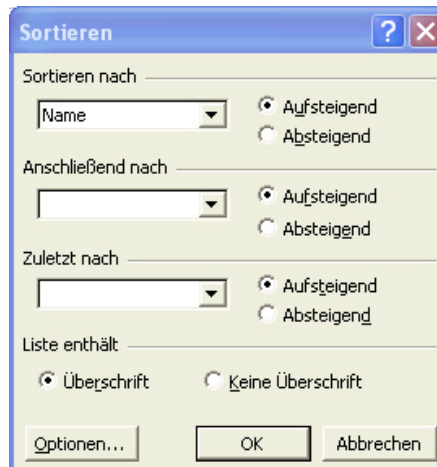 Sortieren
Sortieren nach
Name
Aufsteigend
Absteigend
Anschließend nach
Aufsteigend
Absteigend
Zuletzt nach
Aufsteigend
Absteigend
Liste enthält
Überschrift
Keine Überschrift
Optionen...
OK
Abbrechen